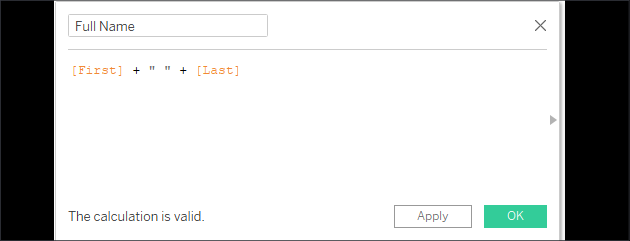 Full Name
[First] + " " + [Last]
The calculation is valid.
Apply
OK